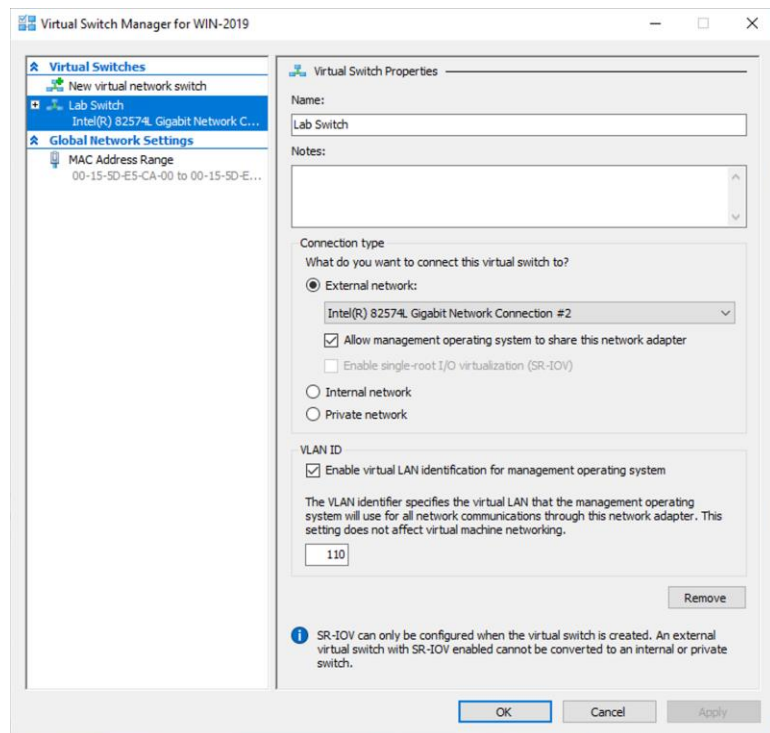 Virtual Switch Manager for WIN-2019
Virtual Switches
New virtual network switch
Lab Switch
Intel(R) 82574L Gigabit Network C...
Global Network Settings
MAC Address Range
00-15-5D-E5-CA-00 to 00-15-5D-E...
Virtual Switch Properties
Name:
Lab Switch
Notes:
Connection type
What do you want to connect this virtual switch to?
External network:
Intel(R) 82574L Gigabit Network Connection #2
Allow management operating system to share this network adapter
Enable single-root I/O virtualization (SR-IOV)
Internal network
Private network
VLAN ID
Enable virtual LAN identification for management operating system
The VLAN identifier specifies the virtual LAN that the management operating
system will use for all network communications through this network adapter. This
setting does not affect virtual machine networking.
110
Remove
SR-IOV can only be configured when the virtual switch is created. An external
virtual switch with SR-IOV enabled cannot be converted to an internal or private
switch.
OK
Cancel
Apply